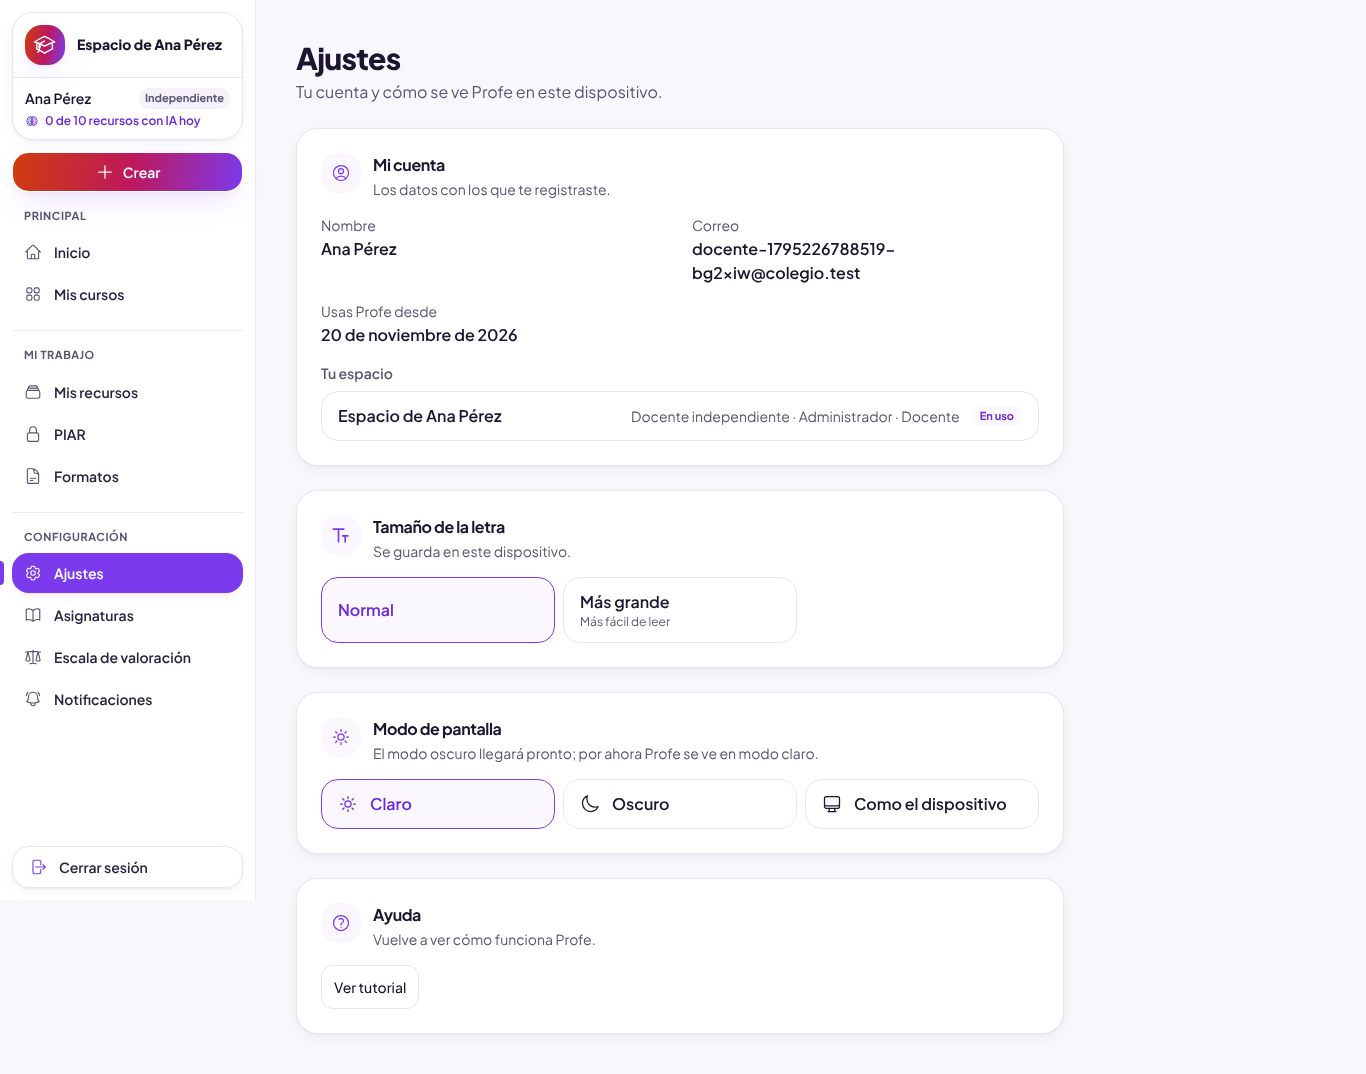 Espacio de Ana Pérez
Ana Pérez
Independiente
0 de 10 recursos con IA hoy
Crear
PRINCIPAL
Inicio
Mis cursos
MI TRABAJO
Mis recursos
PIAR
Formatos
CONFIGURACIÓN
Ajustes
Asignaturas
Escala de valoración
Notificaciones
Cerrar sesión
Ajustes
Tu cuenta y cómo se ve Profe en este dispositivo.
Mi cuenta
Los datos con los que te registraste.
Nombre
Ana Pérez
Correo
docente-1795226788519-
bg2xiw@colegio.test
Usas Profe desde
20 de noviembre de 2026
Tu espacio
Espacio de Ana Pérez
Docente independiente · Administrador · Docente
En uso
Tamaño de la letra
Se guarda en este dispositivo.
Normal
Más grande
Más fácil de leer
Modo de pantalla
El modo oscuro llegará pronto; por ahora Profe se ve en modo claro.
Claro
Oscuro
Como el dispositivo
Ayuda
Vuelve a ver cómo funciona Profe.
Ver tutorial